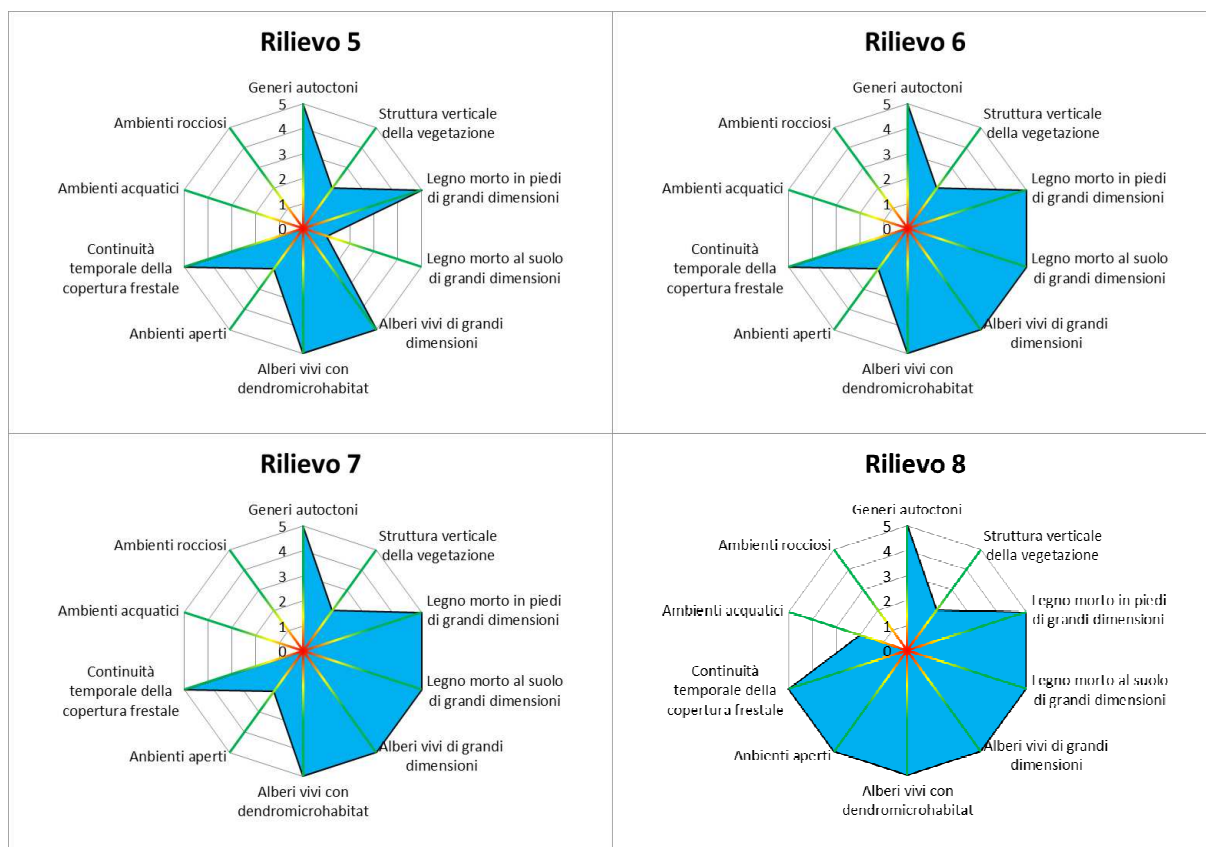 Rilievo 5
Generi autoctoni
Struttura verticale
della vegetazione
Legno morto in piedi
di grandi dimensioni
Legno morto al suolo
di grandi dimensioni
Alberi vivi di grandi
dimensioni
Alberi vivi con
dendromicrohabitat
Anbienti aperti
Continuità
temporale della
copertura frestale
Ambienti acquatici
Ambienti rocciosi
5
4
3
2
1
0
Rilievo 6
Generi autoctoni
Struttura verticale
della vegetazione
Legno morto in piedi
di grandi dimensioni
Legno morto al suolo
di grandi dimensioni
Alberi vivi di grandi
dimensioni
Alberi vivi con
dendromicrohabitat
Anbienti aperti
Continuità
temporale della
copertura frestale
Ambienti acquatici
Ambienti rocciosi
5
4
3
2
1
0
Rilievo 7
Generi autoctoni
Struttura verticale
della vegetazione
Legno morto in piedi
di grandi dimensioni
Legno morto al suolo
di grandi dimensioni
Alberi vivi di grandi
dimensioni
Alberi vivi con
dendromicrohabitat
Anbienti aperti
Continuità
temporale della
copertura frestale
Ambienti acquatici
Ambienti rocciosi
5
4
3
2
1
0
Rilievo 8
Generi autoctoni
Struttura verticale
della vegetazione
Legno morto in piedi
di grandi dimensioni
Legno morto al suolo
di grandi dimensioni
Alberi vivi di grandi
dimensioni
Alberi vivi con
dendromicrohabitat
Anbienti aperti
Continuità
temporale della
copertura frestale
Ambienti acquatici
Ambienti rocciosi
5
4
3
2
1
0